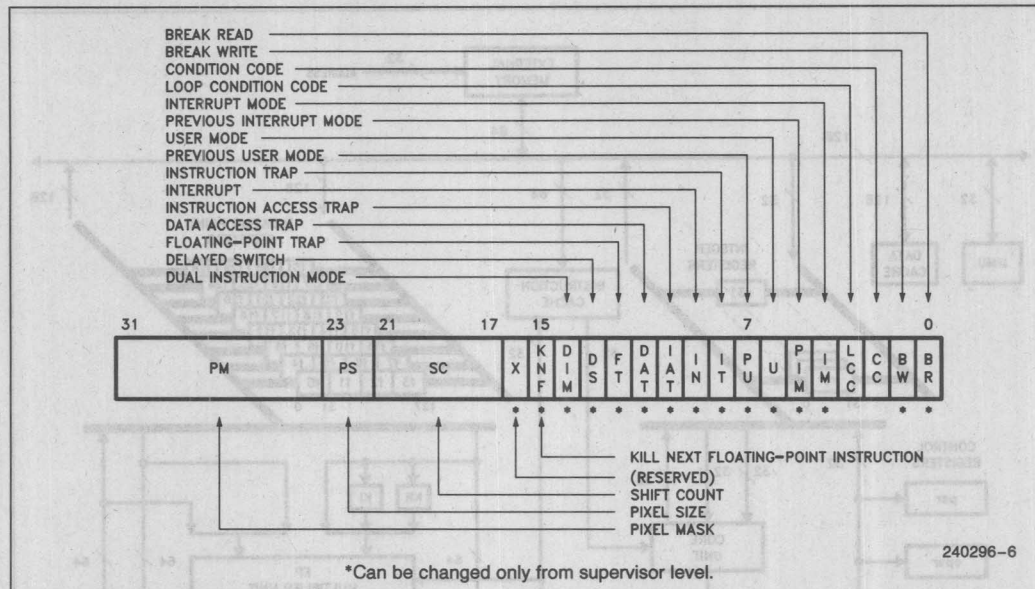 BREAK READ
BREAK WRITE
CONDITION CODE
LOOP CONDITION CODE
INTERRUPT MODE
PREVIOUS INTERRUPT MODE
USER MODE
PREVIOUS USER MODE
INSTRUCTION TRAP
INTERRUPT
INSTRUCTION ACCESS TRAP
DATA ACCESS TRAP
FLOATING-POINT TRAP
DELAYED SWITCH
DUAL INSTRUCTION MODE
31 23 21 17 15 7 0
PM PS SC X KNF DIM DS FT DAT IAT IN IT PU U PIM IM LCC CC BW BR
* * * * * * * * * * * * * * *
KILL NEXT FLOATING-POINT INSTRUCTION
(RESERVED)
SHIFT COUNT
PIXEL SIZE
PIXEL MASK
240296-6
*Can be changed only from supervisor level.